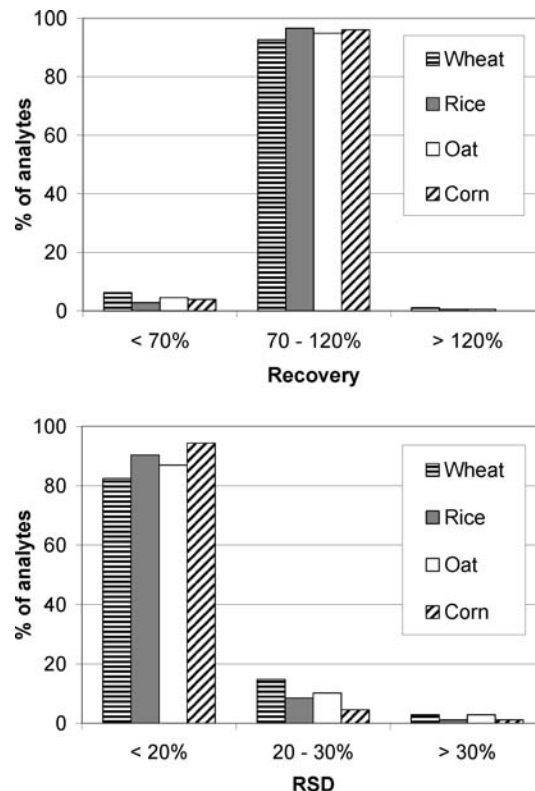 100
80
60
40
20
0
% of analytes
Wheat
Rice
Oat
Corn
< 70%
70 - 120%
> 120%
Recovery
100
80
60
40
20
0
% of analytes
Wheat
Rice
Oat
Corn
< 20%
20 - 30%
> 30%
RSD